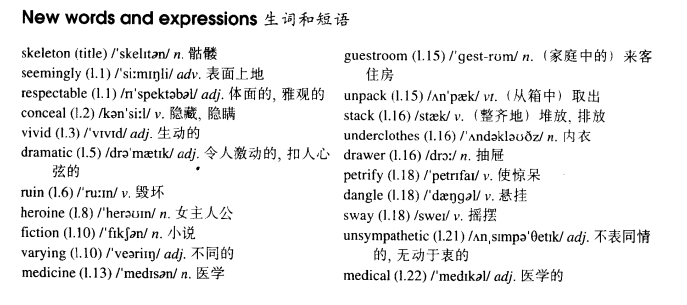 New words and expressions 生词和短语
skeleton (title) /ˈskelɪtən/ n. 骷髅
seemingly (l.1) /ˈsiːmɪŋli/ adv. 表面上地
respectable (l.1) /rɪˈspektəbəl/ adj. 体面的, 雅观的
conceal (l.2) /kənˈsiːl/ v. 隐藏, 隐瞒
vivid (l.3) /ˈvɪvɪd/ adj. 生动的
dramatic (l.5) /drəˈmætɪk/ adj. 令人激动的, 扣人心
弦的
ruin (l.6) /ˈruːɪn/ v. 毁坏
heroine (l.8) /ˈherəʊɪn/ n. 女主人公
fiction (l.10) /ˈfɪkʃən/ n. 小说
varying (l.10) /ˈveəriɪŋ/ adj. 不同的
medicine (l.13) /ˈmedɪsən/ n. 医学
guestroom (l.15) /ˈgest-rʊm/ n.（家庭中的）来客
住房
unpack (l.15) /ʌnˈpæk/ vt.（从箱中）取出
stack (l.16) /stæk/ v.（整齐地）堆放, 排放
underclothes (l.16) /ˈʌndəkləʊðz/ n. 内衣
drawer (l.16) /drɔː/ n. 抽屉
petrify (l.18) /ˈpetrɪfaɪ/ v. 使惊呆
dangle (l.18) /ˈdæŋgəl/ v. 悬挂
sway (l.18) /sweɪ/ v. 摇摆
unsympathetic (l.21) /ʌnˌsɪmpəˈθetɪk/ adj. 不表同情
的, 无动于衷的
medical (l.22) /ˈmedɪkəl/ adj. 医学的